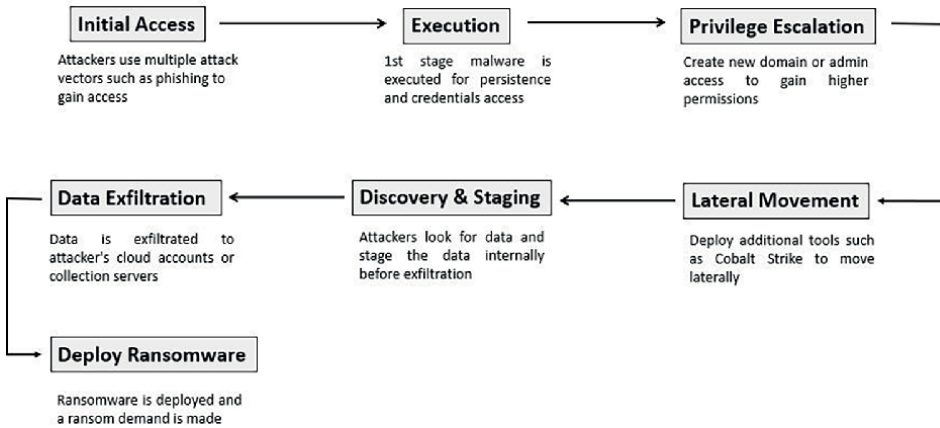 Initial Access
Attackers use multiple attack
vectors such as phishing to
gain access
Execution
1st stage malware is
executed for persistence
and credentials access
Privilege Escalation
Create new domain or admin
access to gain higher
permissions
Lateral Movement
Deploy additional tools such
as Cobalt Strike to move
laterally
Discovery & Staging
Attackers look for data and
stage the data internally
before exfiltration
Data Exfiltration
Data is exfiltrated to
attacker's cloud accounts or
collection servers
Deploy Ransomware
Ransomware is deployed and
a ransom demand is made